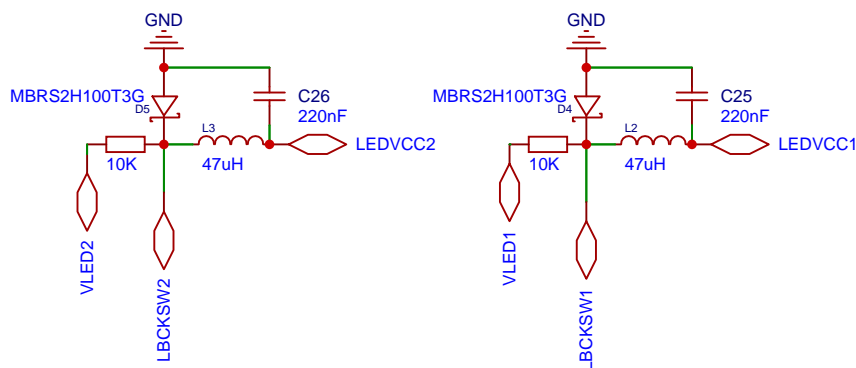 GND
MBRS2H100T3G
D5
C26
220nF
L3
10K
47uH
LEDVCC2
VLED2
LBCKSW2
GND
MBRS2H100T3G
D4
C25
220nF
L2
10K
47uH
LEDVCC1
VLED1
LBCKSW1